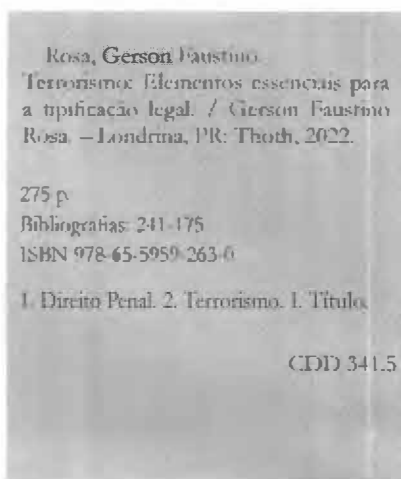 Rosa, Gerson Faustino.
Terrorismo: Elementos essenciais para
a tipificação legal. / Gerson Faustino
Rosa. – Londrina, PR: Thoth, 2022.
275 p.
Bibliografias: 241-175
ISBN 978-65-5959-263-0
1. Direito Penal. 2. Terrorismo. I. Título.
CDD 341.5